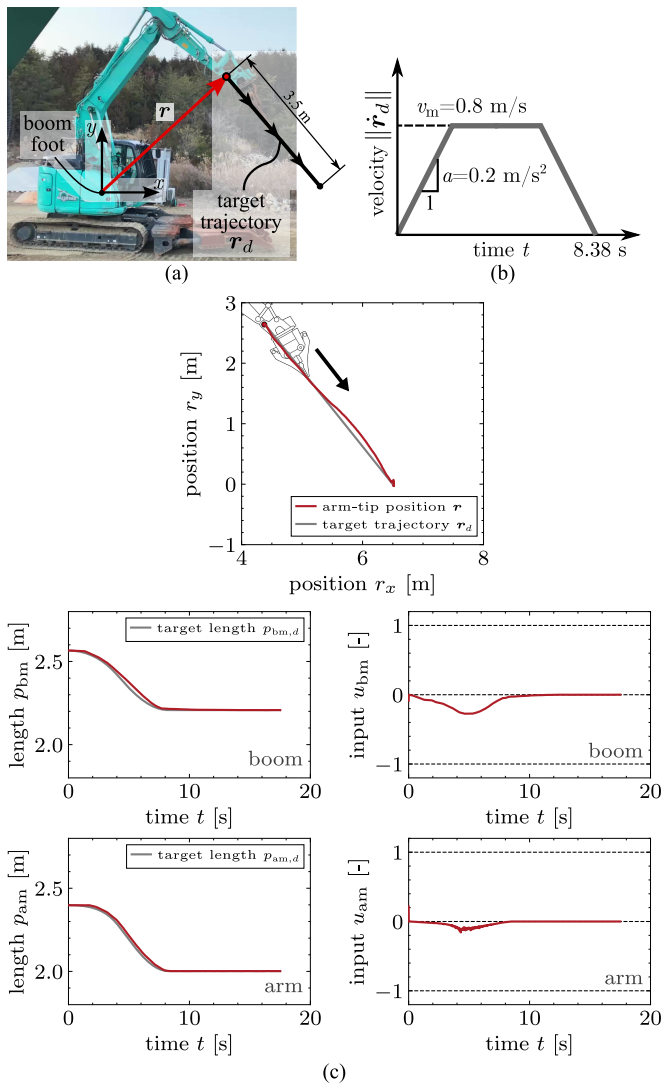 3.5 m
r
boom
foot
y
x
target
trajectory
r_d
(a)
velocity ||ṙ_d||
v_m=0.8 m/s
a=0.2 m/s²
1
time t
8.38 s
(b)
position r_y [m]
3
2
1
0
−1
arm-tip position r
target trajectory r_d
4
6
8
position r_x [m]
length p_bm [m]
2.5
2.0
target length p_bm,d
boom
0
10
20
time t [s]
input u_bm [-]
1
0
−1
boom
0
10
20
time t [s]
length p_am [m]
2.5
2.0
target length p_am,d
arm
0
10
20
time t [s]
input u_am [-]
1
0
−1
arm
0
10
20
time t [s]
(c)